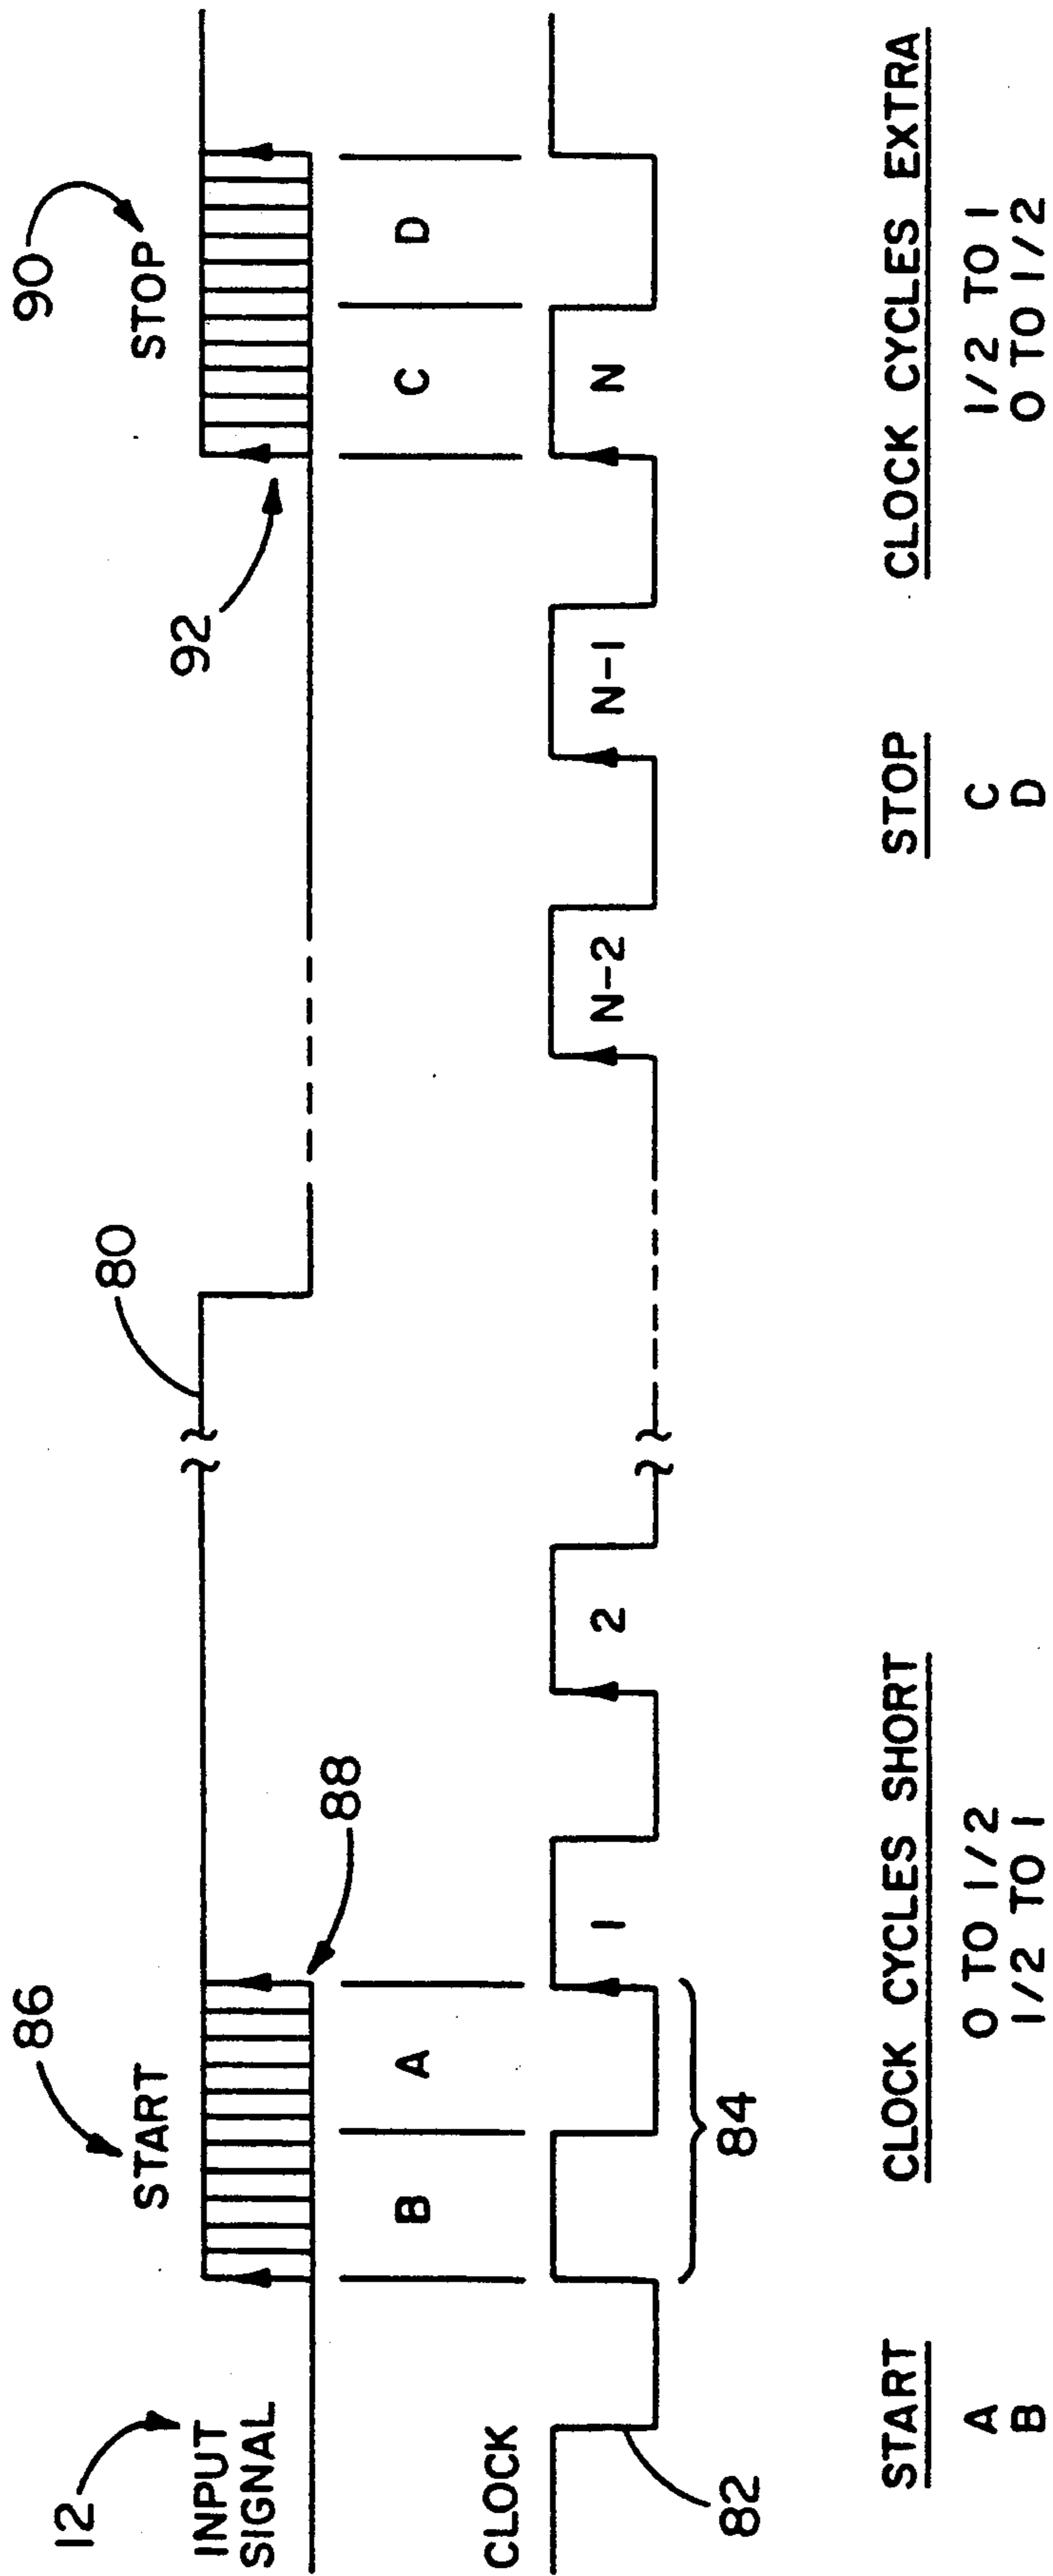 12
INPUT
SIGNAL
86
START
88
80
92
90
STOP
B
A
C
D
CLOCK
82
84
1
2
N-2
N-1
N
START
CLOCK CYCLES SHORT
STOP
CLOCK CYCLES EXTRA
A
0 TO 1/2
C
1/2 TO 1
B
1/2 TO 1
D
0 TO 1/2